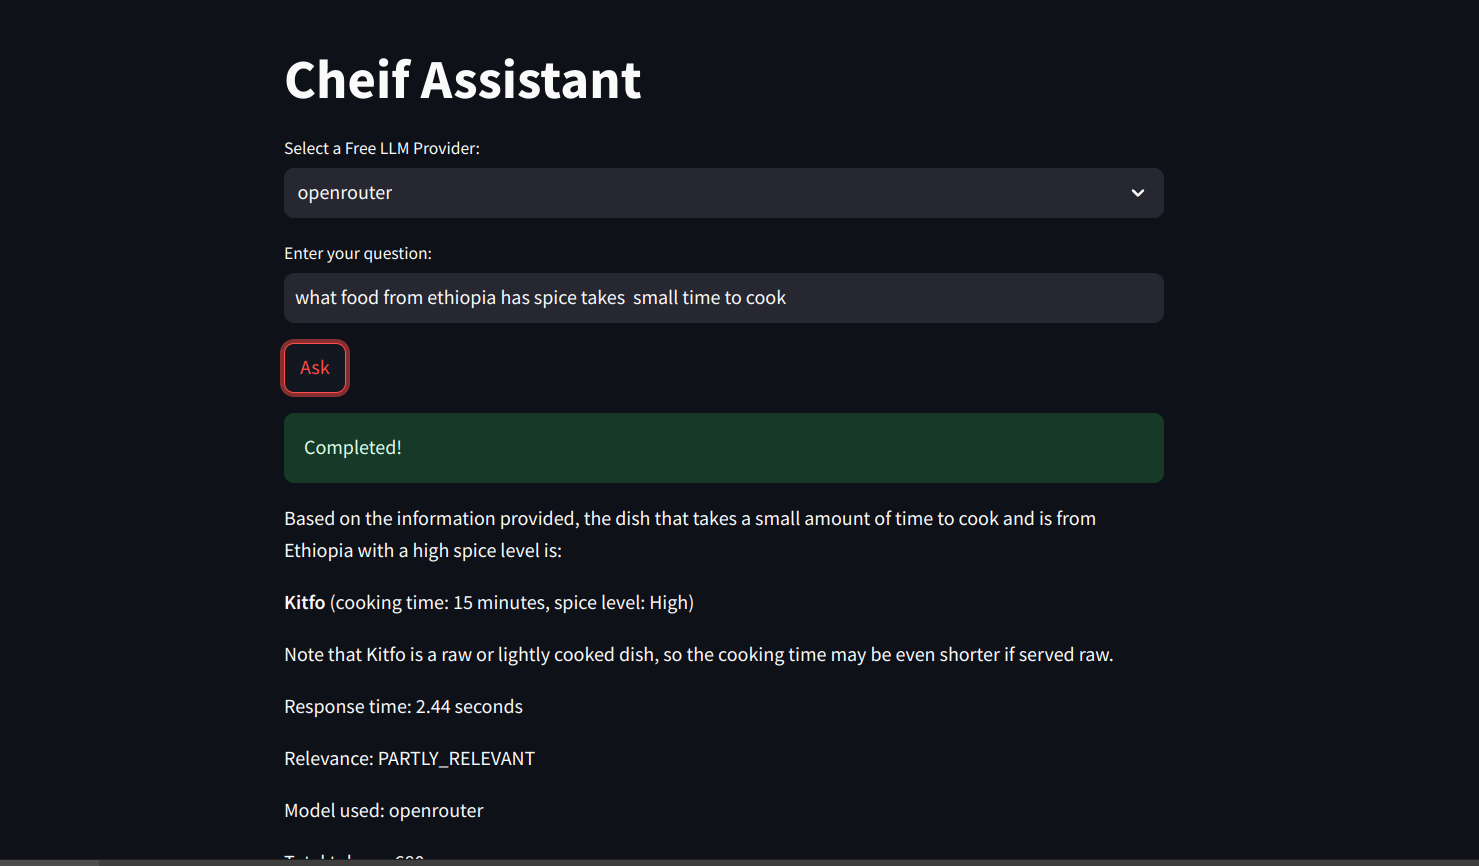 Cheif Assistant
Select a Free LLM Provider:
openrouter
Enter your question:
what food from ethiopia has spice takes  small time to cook
Ask
Completed!
Based on the information provided, the dish that takes a small amount of time to cook and is from
Ethiopia with a high spice level is:
Kitfo (cooking time: 15 minutes, spice level: High)
Note that Kitfo is a raw or lightly cooked dish, so the cooking time may be even shorter if served raw.
Response time: 2.44 seconds
Relevance: PARTLY_RELEVANT
Model used: openrouter